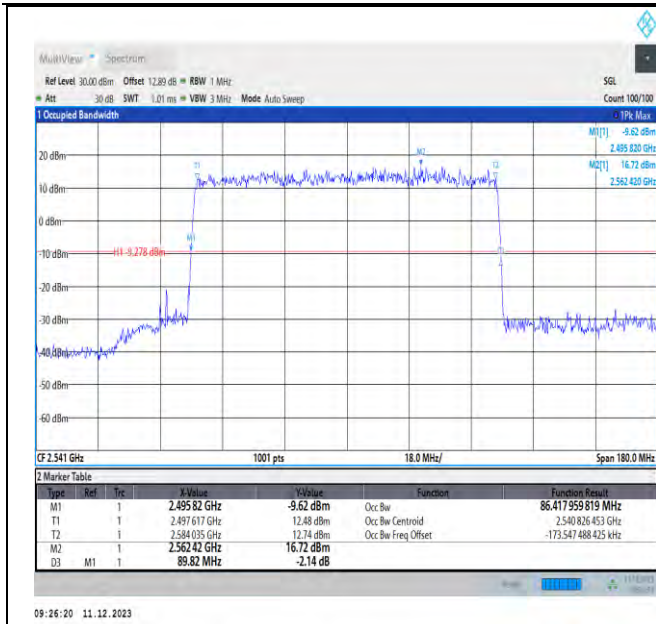 MultiView Spectrum
Ref Level 30.00 dBm Offset 12.89 dB RBW 1 MHz SGL
Att 30 dB SWT 1.01 ms VBW 3 MHz Mode Auto Sweep Count 100/100
1 Occupied Bandwidth 1Pk Max
M1[1] -9.62 dBm
2.495 820 GHz
M2[1] 16.72 dBm
2.562 420 GHz
20 dBm
M2
T1
T2
10 dBm
0 dBm
M1
-10 dBm
H1 -9.278 dBm
-20 dBm
-30 dBm
-40 dBm
-50 dBm
-60 dBm
CF 2.541 GHz 1001 pts 18.0 MHz/ Span 180.0 MHz
2 Marker Table
Type Ref Trc X-Value Y-Value Function Function Result
M1 1 2.495 82 GHz -9.62 dBm Occ Bw 86.417 959 819 MHz
T1 1 2.497 617 GHz 12.48 dBm Occ Bw Centroid 2.540 826 453 GHz
T2 1 2.584 035 GHz 12.74 dBm Occ Bw Freq Offset -173.547 488 425 kHz
M2 1 2.562 42 GHz 16.72 dBm
D3 M1 1 89.82 MHz -2.14 dB
09:26:20 11.12.2023